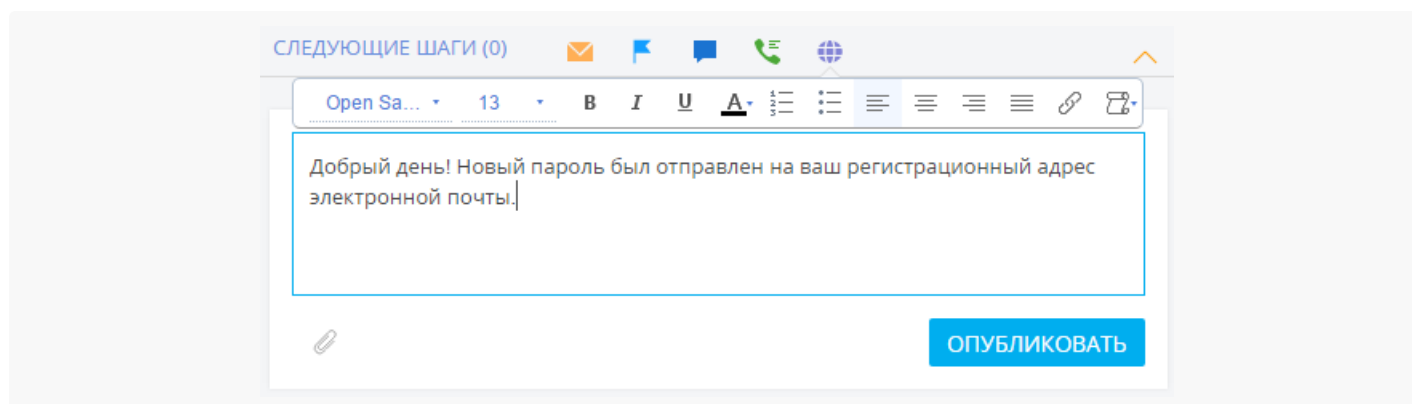 СЛЕДУЮЩИЕ ШАГИ (0)
Open Sa... 13 B I U A
Добрый день! Новый пароль был отправлен на ваш регистрационный адрес
электронной почты.
ОПУБЛИКОВАТЬ